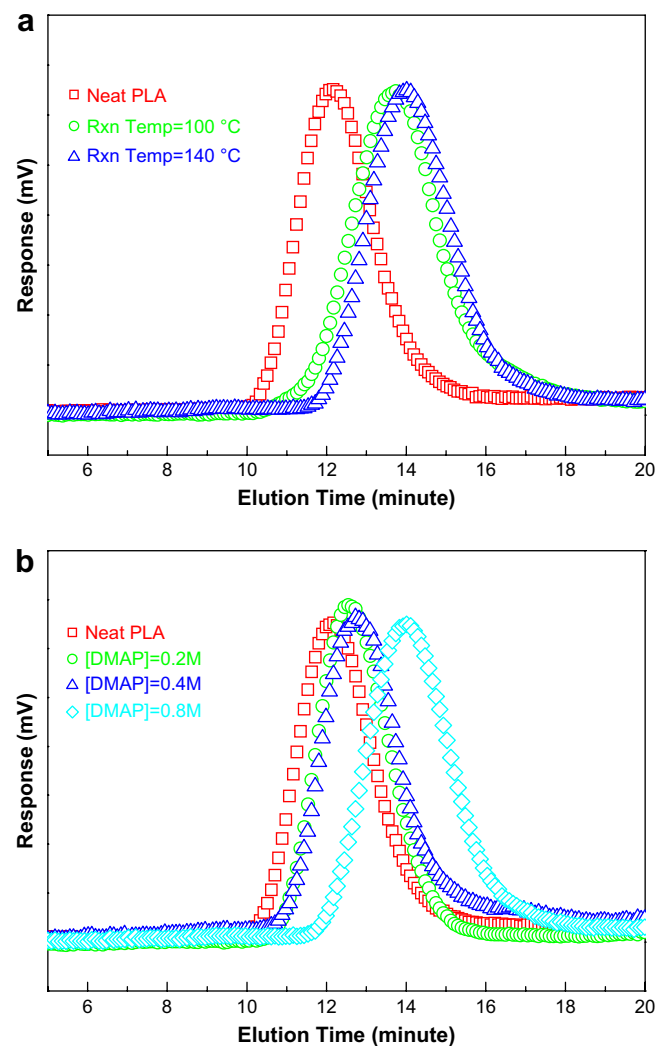 a
Neat PLA
Rxn Temp=100 °C
Rxn Temp=140 °C
Response (mV)
6 8 10 12 14 16 18 20
Elution Time (minute)
b
Neat PLA
[DMAP]=0.2M
[DMAP]=0.4M
[DMAP]=0.8M
Response (mV)
6 8 10 12 14 16 18 20
Elution Time (minute)